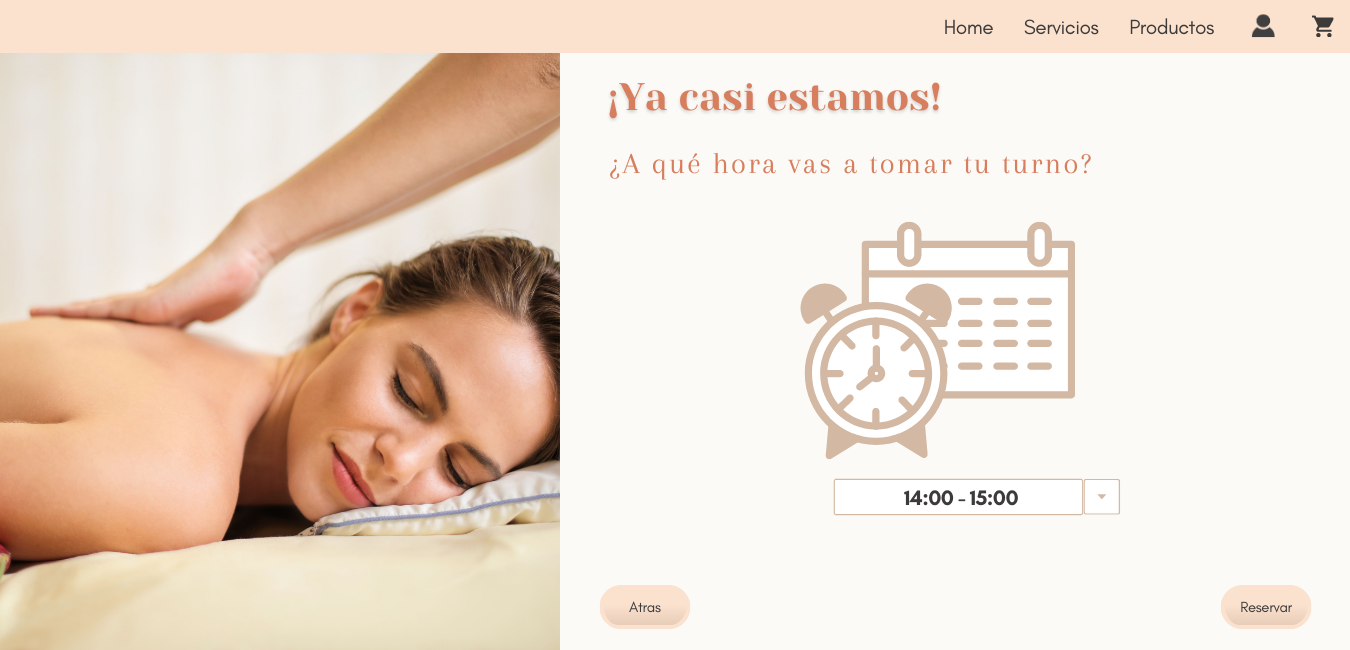 Home Servicios Productos
¡Ya casi estamos!
¿A qué hora vas a tomar tu turno?
14:00 - 15:00
Atras Reservar